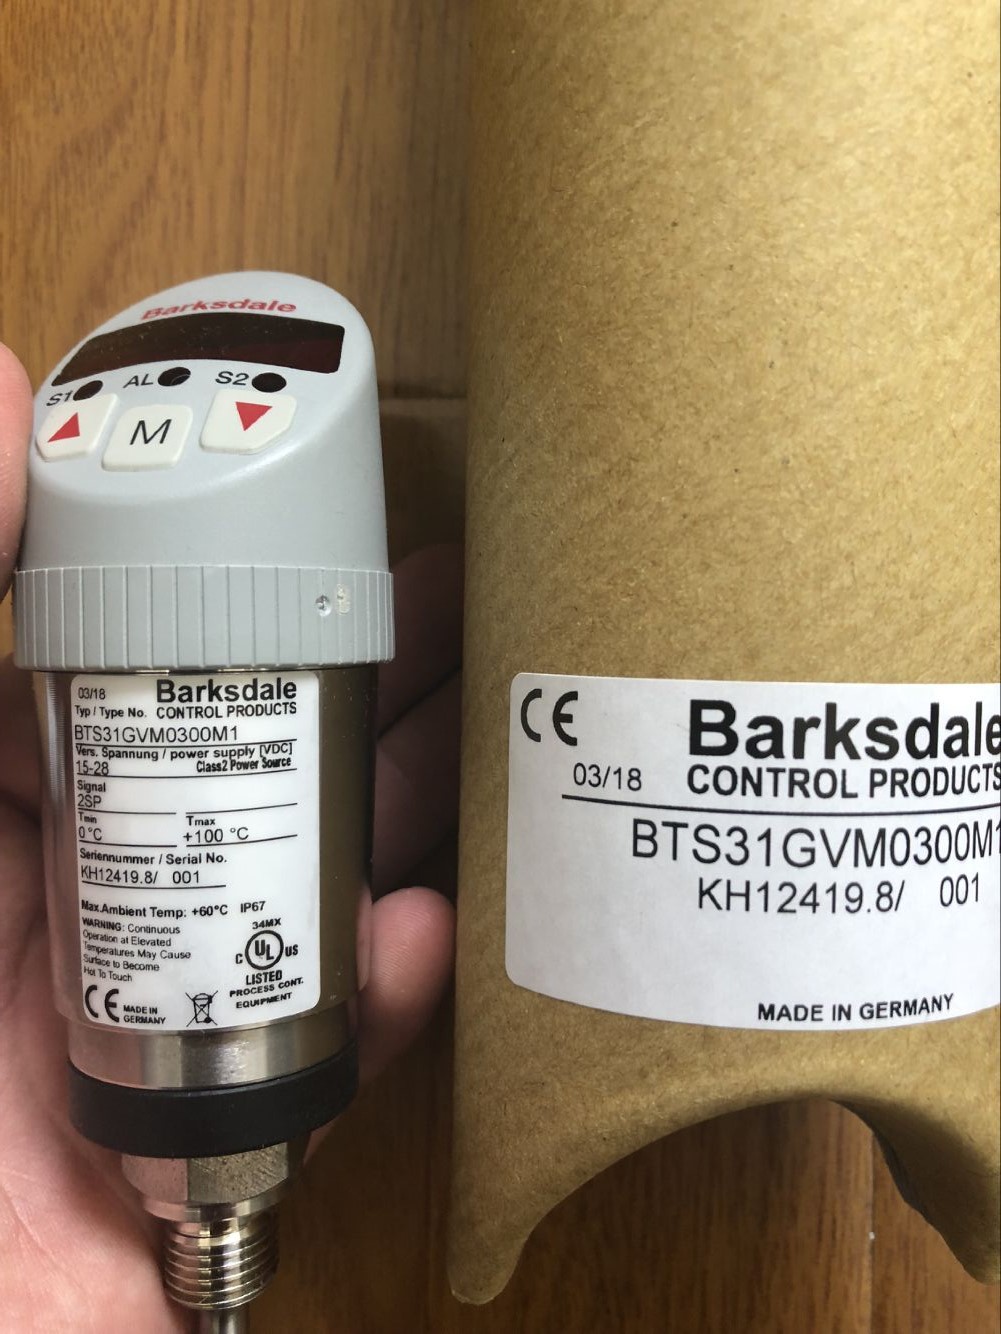 Barksdale
S1 AL S2
M
03/18 Barksdale
Typ / Type No. CONTROL PRODUCTS
BTS31GVM0300M1
Vers. Spannung / power supply [VDC]
15-28 Class2 Power Source
Signal
2SP
Tmin Tmax
0°C +100 °C
Seriennummer / Serial No.
KH12419.8/ 001
Max.Ambient Temp: +60°C IP67
WARNING: Continuous
Operation at Elevated
Temperatures May Cause
Surface to Become
Hot To Touch
34MX
C UL US
LISTED
PROCESS CONT.
EQUIPMENT
CE MADE IN
GERMANY
CE Barksdale
03/18 CONTROL PRODUCTS
BTS31GVM0300M1
KH12419.8/ 001
MADE IN GERMANY